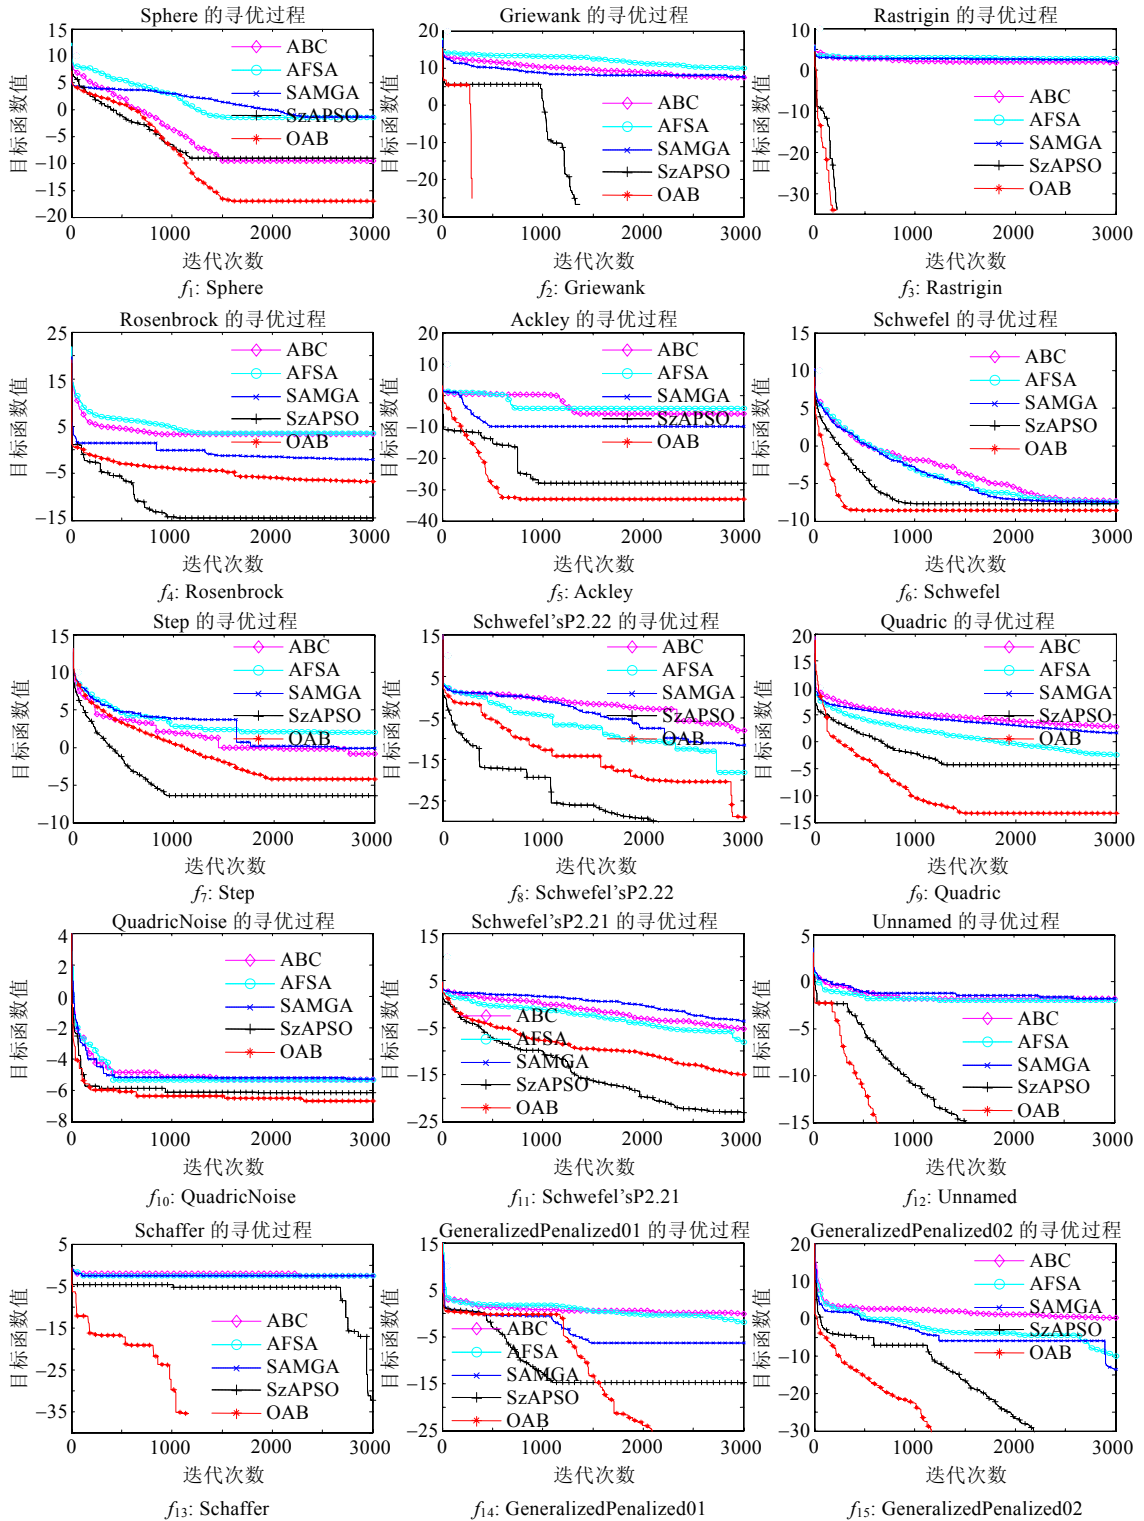 Sphere 的寻优过程
15
10
5
0
−5
−10
−15
−20
目标函数值
ABC
AFSA
SAMGA
SzAPSO
OAB
0 1000 2000 3000
迭代次数
f1: Sphere
Griewank 的寻优过程
20
10
0
−10
−20
−30
目标函数值
ABC
AFSA
SAMGA
SzAPSO
OAB
0 1000 2000 3000
迭代次数
f2: Griewank
Rastrigin 的寻优过程
10
0
−10
−20
−30
目标函数值
ABC
AFSA
SAMGA
SzAPSO
OAB
0 1000 2000 3000
迭代次数
f3: Rastrigin
Rosenbrock 的寻优过程
25
15
5
−5
−15
目标函数值
ABC
AFSA
SAMGA
SzAPSO
OAB
0 1000 2000 3000
迭代次数
f4: Rosenbrock
Ackley 的寻优过程
20
10
0
−10
−20
−30
−40
目标函数值
ABC
AFSA
SAMGA
SzAPSO
OAB
0 1000 2000 3000
迭代次数
f5: Ackley
Schwefel 的寻优过程
15
10
5
0
−5
−10
目标函数值
ABC
AFSA
SAMGA
SzAPSO
OAB
0 1000 2000 3000
迭代次数
f6: Schwefel
Step 的寻优过程
15
10
5
0
−5
−10
目标函数值
ABC
AFSA
SAMGA
SzAPSO
OAB
0 1000 2000 3000
迭代次数
f7: Step
Schwefel’sP2.22 的寻优过程
15
5
−5
−15
−25
目标函数值
ABC
AFSA
SAMGA
SzAPSO
OAB
0 1000 2000 3000
迭代次数
f8: Schwefel’sP2.22
Quadric 的寻优过程
20
15
10
5
0
−5
−10
−15
目标函数值
ABC
AFSA
SAMGA
SzAPSO
OAB
0 1000 2000 3000
迭代次数
f9: Quadric
QuadricNoise 的寻优过程
4
2
0
−2
−4
−6
−8
目标函数值
ABC
AFSA
SAMGA
SzAPSO
OAB
0 1000 2000 3000
迭代次数
f10: QuadricNoise
Schwefel’sP2.21 的寻优过程
15
5
−5
−15
−25
目标函数值
ABC
AFSA
SAMGA
SzAPSO
OAB
0 1000 2000 3000
迭代次数
f11: Schwefel’sP2.21
Unnamed 的寻优过程
5
0
−5
−10
−15
目标函数值
ABC
AFSA
SAMGA
SzAPSO
OAB
0 1000 2000 3000
迭代次数
f12: Unnamed
Schaffer 的寻优过程
5
−5
−15
−25
−35
目标函数值
ABC
AFSA
SAMGA
SzAPSO
OAB
0 1000 2000 3000
迭代次数
f13: Schaffer
GeneralizedPenalized01 的寻优过程
15
5
−5
−15
−25
目标函数值
ABC
AFSA
SAMGA
SzAPSO
OAB
0 1000 2000 3000
迭代次数
f14: GeneralizedPenalized01
GeneralizedPenalized02 的寻优过程
20
10
0
−10
−20
−30
目标函数值
ABC
AFSA
SAMGA
SzAPSO
OAB
0 1000 2000 3000
迭代次数
f15: GeneralizedPenalized02